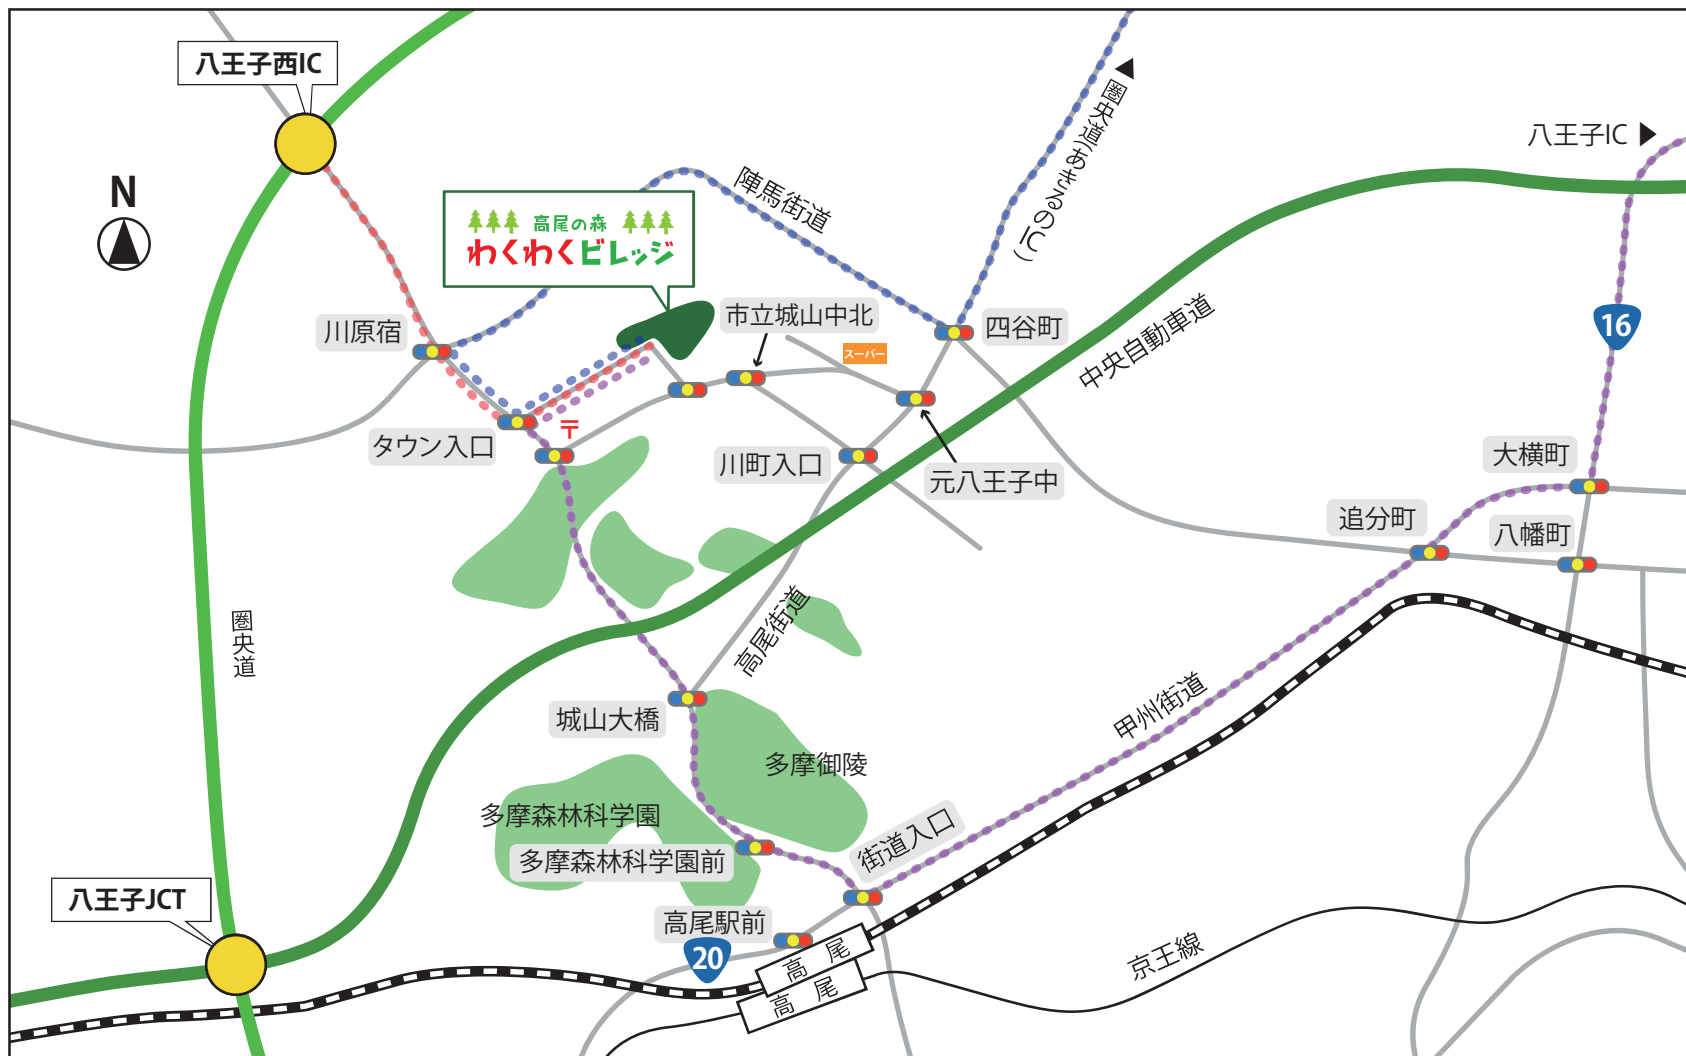 八王子西IC
N
高尾の森
わくわくビレッジ
陣馬街道
圏央道(あきるのIC)
八王子IC
16
川原宿
市立城山中北
スーパー
四谷町
中央自動車道
タウン入口
〒
川町入口
元八王子中
大横町
追分町
八幡町
圏央道
高尾街道
城山大橋
甲州街道
多摩御陵
多摩森林科学園
多摩森林科学園前
街道入口
八王子JCT
高尾駅前
20
高尾
高尾
京王線